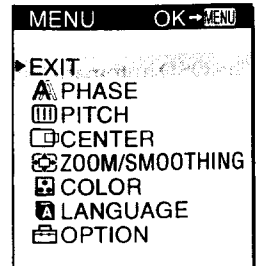 MENU OK→MENU
EXIT
PHASE
PITCH
CENTER
ZOOM/SMOOTHING
COLOR
LANGUAGE
OPTION